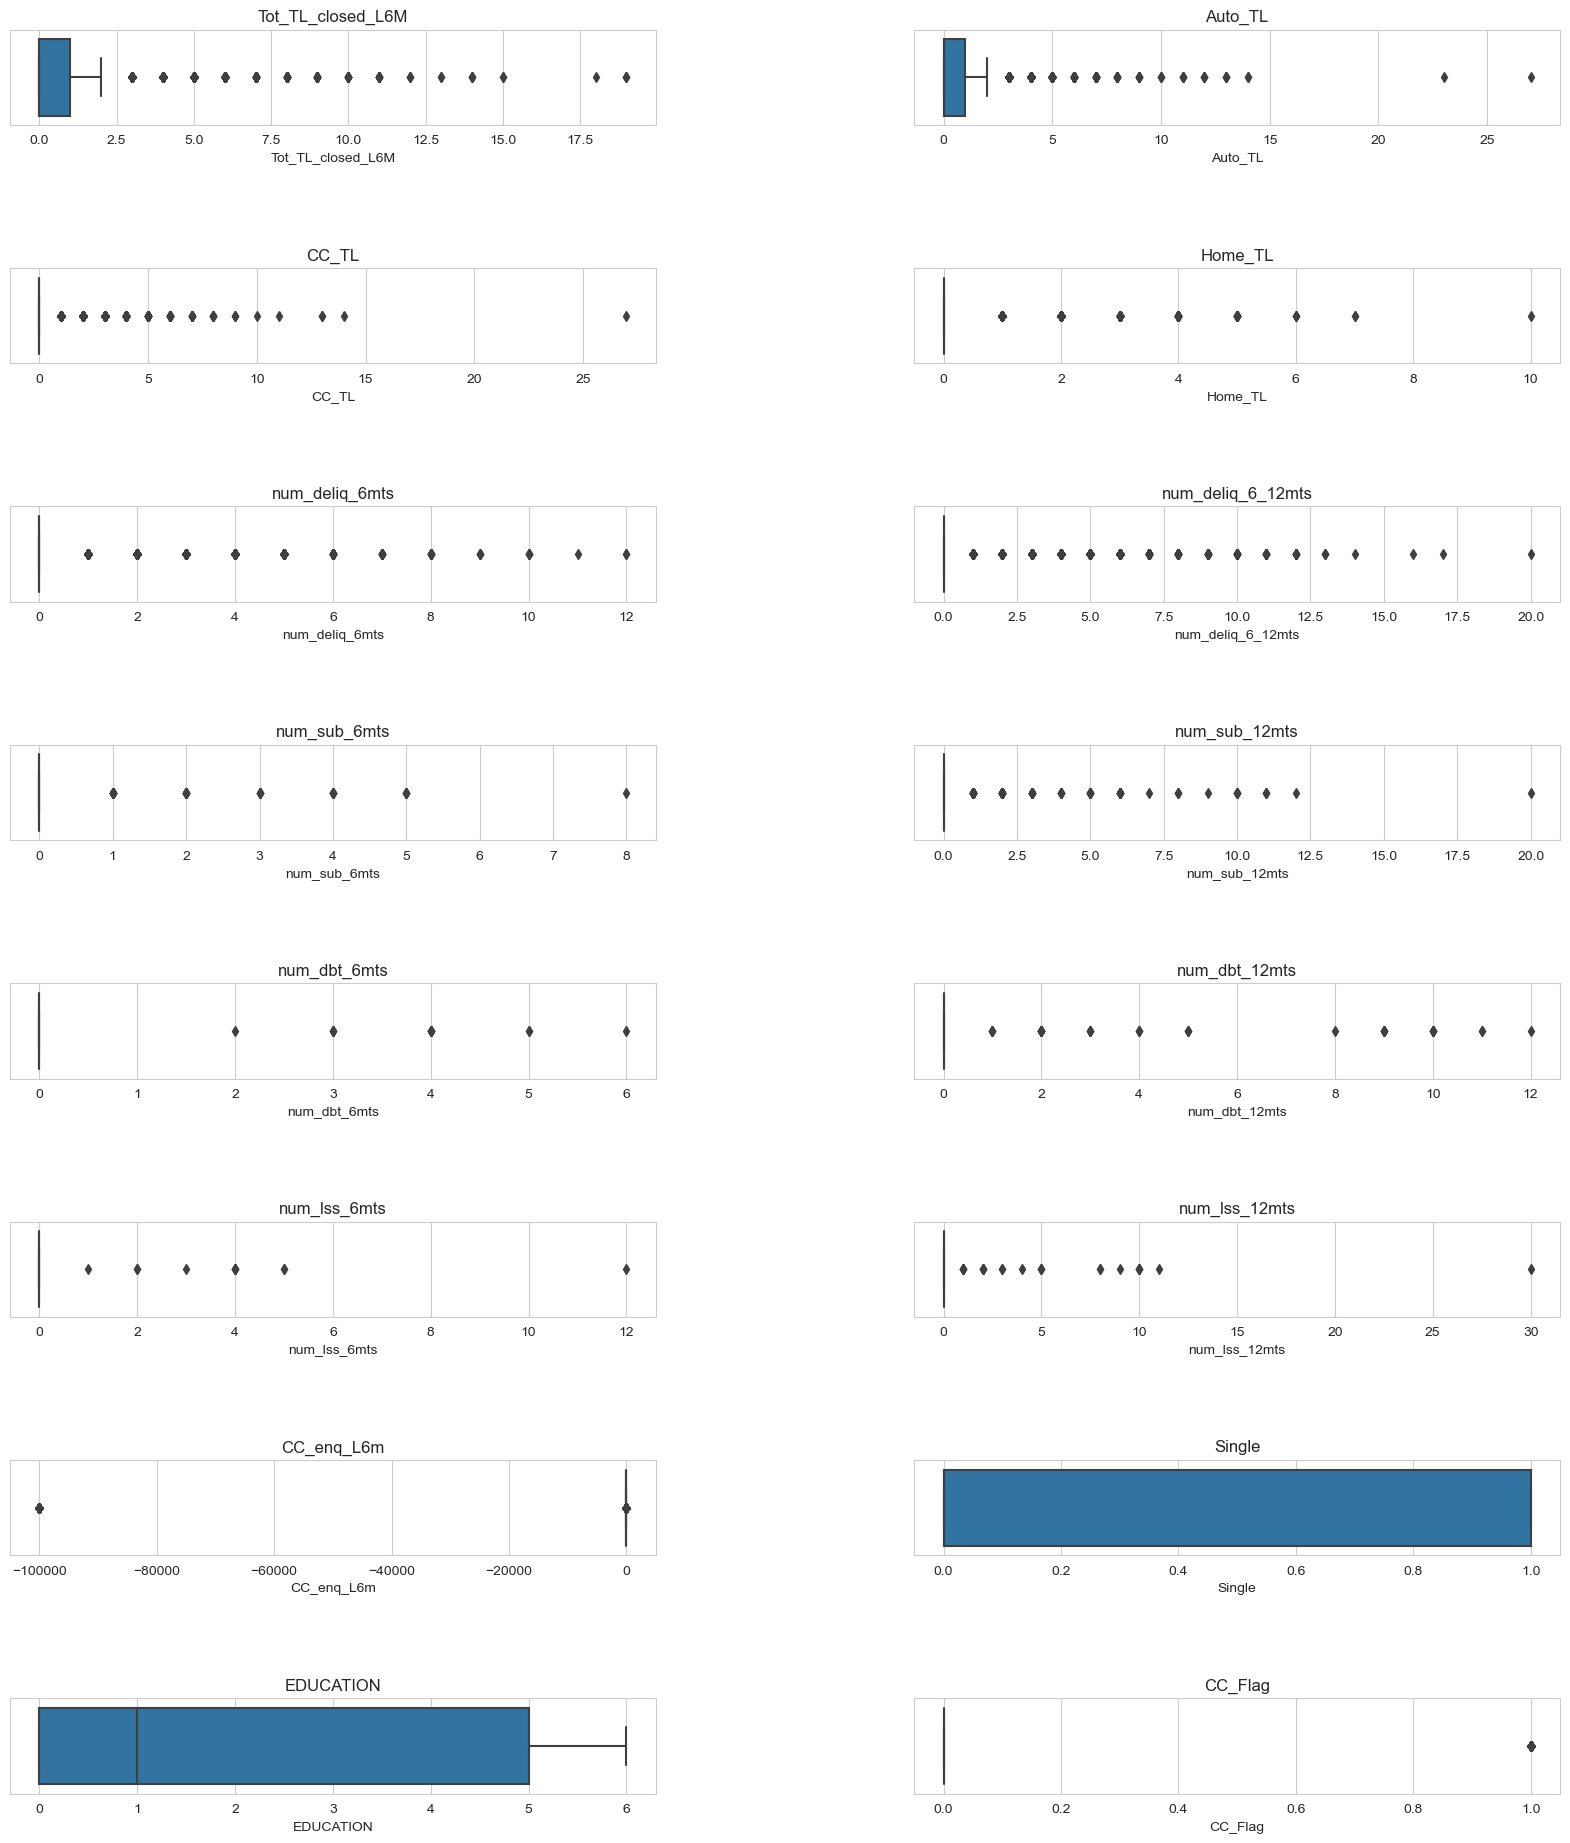 Tot_TL_closed_L6M
0.0 2.5 5.0 7.5 10.0 12.5 15.0 17.5
Tot_TL_closed_L6M
Auto_TL
0 5 10 15 20 25
Auto_TL
CC_TL
0 5 10 15 20 25
CC_TL
Home_TL
0 2 4 6 8 10
Home_TL
num_deliq_6mts
0 2 4 6 8 10 12
num_deliq_6mts
num_deliq_6_12mts
0.0 2.5 5.0 7.5 10.0 12.5 15.0 17.5 20.0
num_deliq_6_12mts
num_sub_6mts
0 1 2 3 4 5 6 7 8
num_sub_6mts
num_sub_12mts
0.0 2.5 5.0 7.5 10.0 12.5 15.0 17.5 20.0
num_sub_12mts
num_dbt_6mts
0 1 2 3 4 5 6
num_dbt_6mts
num_dbt_12mts
0 2 4 6 8 10 12
num_dbt_12mts
num_lss_6mts
0 2 4 6 8 10 12
num_lss_6mts
num_lss_12mts
0 5 10 15 20 25 30
num_lss_12mts
CC_enq_L6m
−100000 −80000 −60000 −40000 −20000 0
CC_enq_L6m
Single
0.0 0.2 0.4 0.6 0.8 1.0
Single
EDUCATION
0 1 2 3 4 5 6
EDUCATION
CC_Flag
0.0 0.2 0.4 0.6 0.8 1.0
CC_Flag